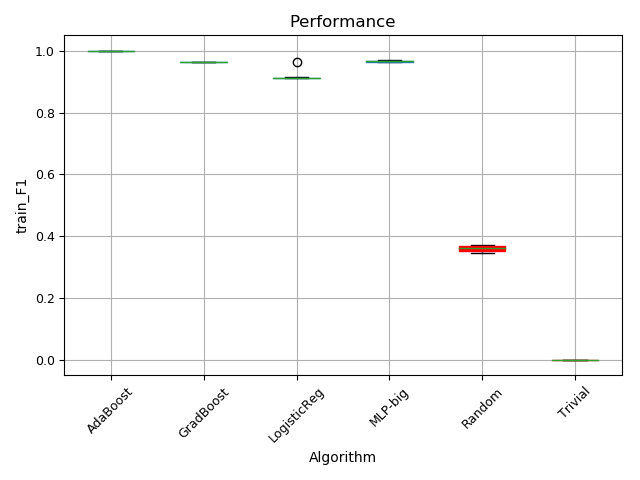 Performance
train_F1
1.0
0.8
0.6
0.4
0.2
0.0
AdaBoost
GradBoost
LogisticReg
MLP-big
Random
Trivial
Algorithm